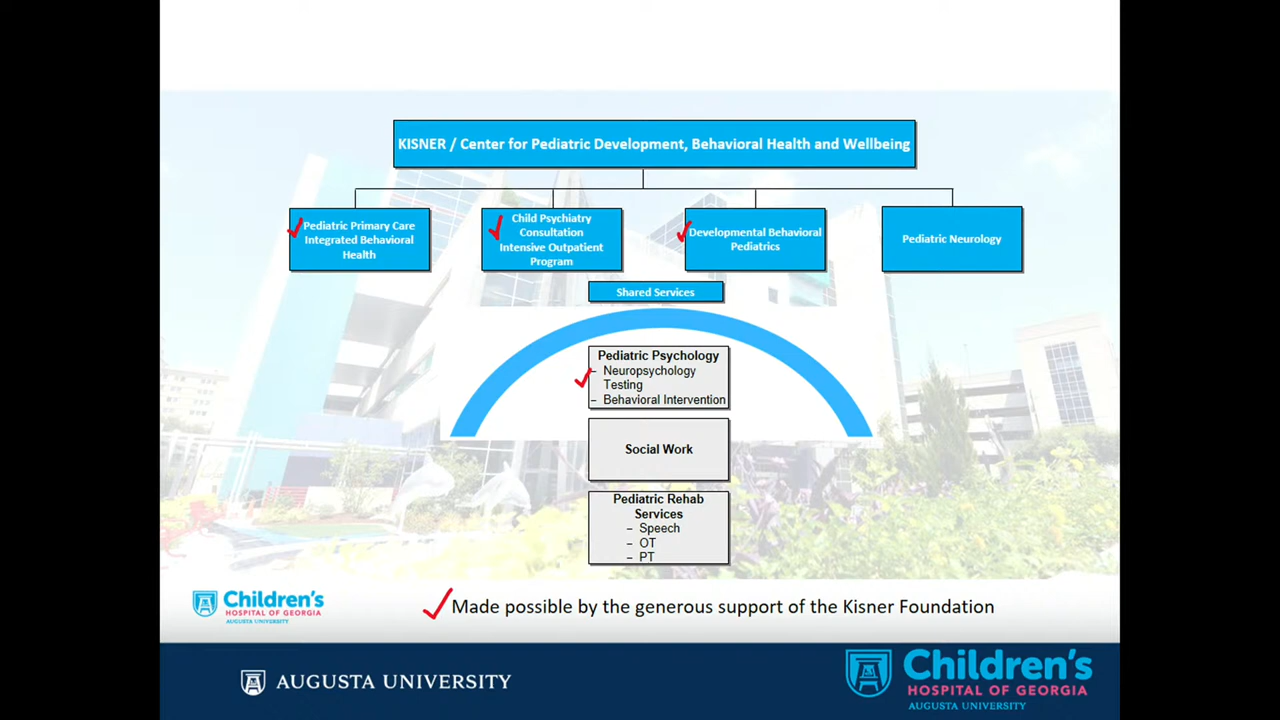 KISNER / Center for Pediatric Development, Behavioral Health and Wellbeing
Pediatric Primary Care
Integrated Behavioral
Health
Child Psychiatry
Consultation
Intensive Outpatient
Program
Developmental Behavioral
Pediatrics
Pediatric Neurology
Shared Services
Pediatric Psychology
– Neuropsychology
Testing
– Behavioral Intervention
Social Work
Pediatric Rehab
Services
– Speech
– OT
– PT
Children's
HOSPITAL OF GEORGIA
AUGUSTA UNIVERSITY
Made possible by the generous support of the Kisner Foundation
AUGUSTA UNIVERSITY
Children's
HOSPITAL OF GEORGIA
AUGUSTA UNIVERSITY